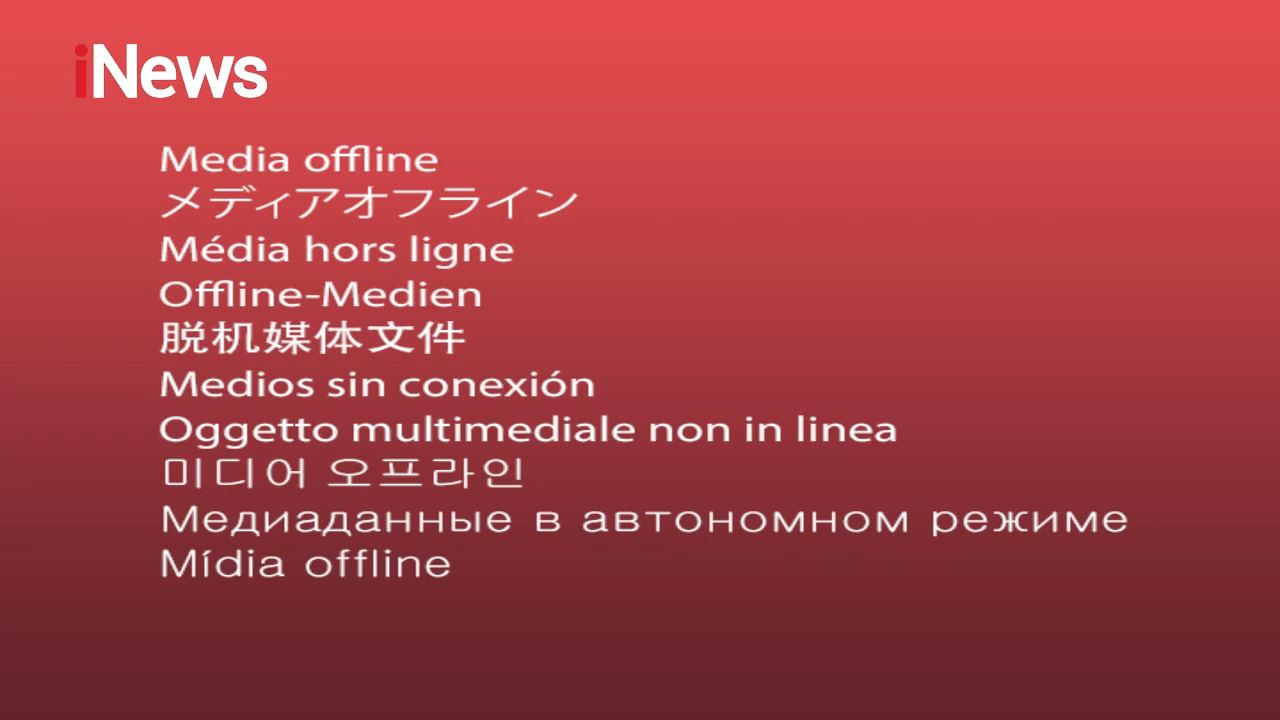 iNews
Media offline
メディアオフライン
Média hors ligne
Offline-Medien
脱机媒体文件
Medios sin conexión
Oggetto multimediale non in linea
미디어 오프라인
Медиаданные в автономном режиме
Mídia offline